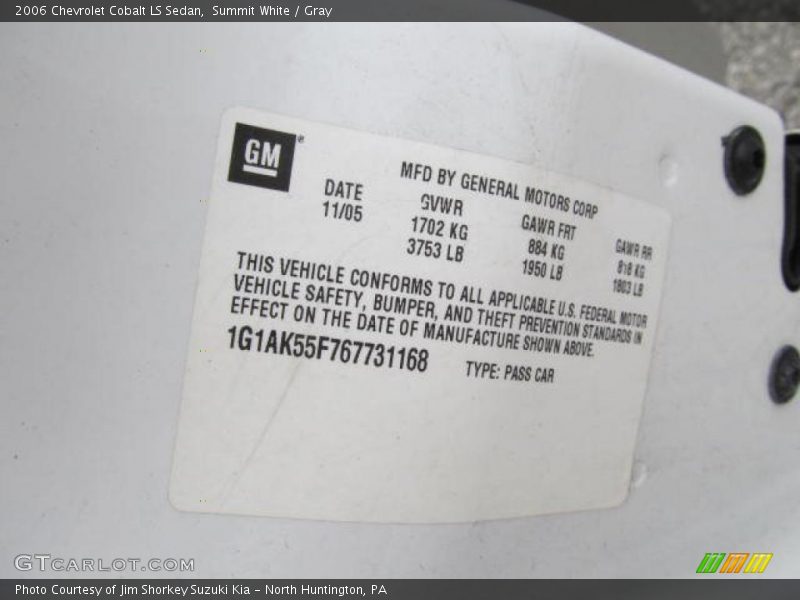 2006 Chevrolet Cobalt LS Sedan, Summit White / Gray
GM
MFD BY GENERAL MOTORS CORP
DATE GVWR GAWR FRT GAWR RR
11/05 1702 KG 884 KG 818 KG
3753 LB 1950 LB 1803 LB
THIS VEHICLE CONFORMS TO ALL APPLICABLE U.S. FEDERAL MOTOR
VEHICLE SAFETY, BUMPER, AND THEFT PREVENTION STANDARDS IN
EFFECT ON THE DATE OF MANUFACTURE SHOWN ABOVE.
1G1AK55F767731168 TYPE: PASS CAR
GTCARLOT.COM
Photo Courtesy of Jim Shorkey Suzuki Kia - North Huntington, PA